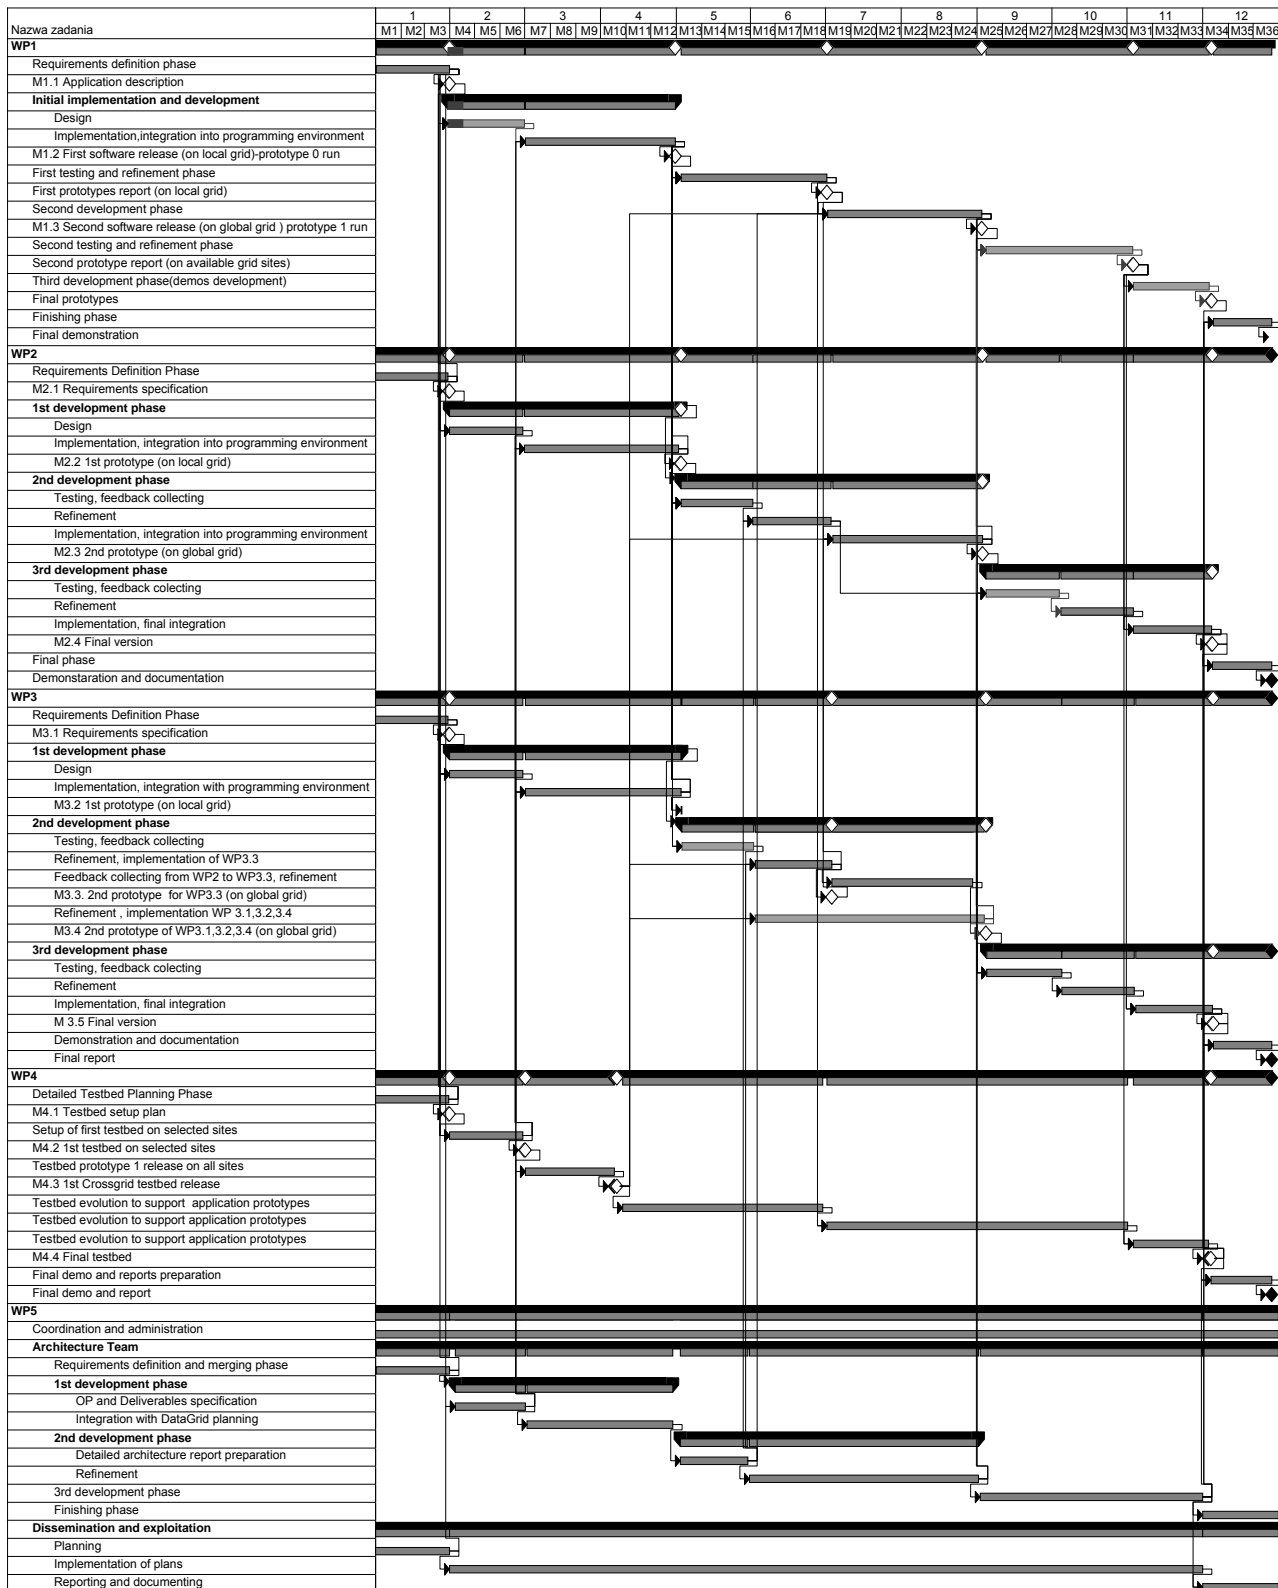 1 2 3 4 5 6 7 8 9 10 11 12
Nazwa zadania M1 M2 M3 M4 M5 M6 M7 M8 M9 M10 M11 M12 M13 M14 M15 M16 M17 M18 M19 M20 M21 M22 M23 M24 M25 M26 M27 M28 M29 M30 M31 M32 M33 M34 M35 M36
WP1
Requirements definition phase
M1.1 Application description
Initial implementation and development
Design
Implementation,integration into programming environment
M1.2 First software release (on local grid)-prototype 0 run
First testing and refinement phase
First prototypes report (on local grid)
Second development phase
M1.3 Second software release (on global grid ) prototype 1 run
Second testing and refinement phase
Second prototype report (on available grid sites)
Third development phase(demos development)
Final prototypes
Finishing phase
Final demonstration
WP2
Requirements Definition Phase
M2.1 Requirements specification
1st development phase
Design
Implementation, integration into programming environment
M2.2 1st prototype (on local grid)
2nd development phase
Testing, feedback collecting
Refinement
Implementation, integration into programming environment
M2.3 2nd prototype (on global grid)
3rd development phase
Testing, feedback colecting
Refinement
Implementation, final integration
M2.4 Final version
Final phase
Demonstaration and documentation
WP3
Requirements Definition Phase
M3.1 Requirements specification
1st development phase
Design
Implementation, integration with programming environment
M3.2 1st prototype (on local grid)
2nd development phase
Testing, feedback collecting
Refinement, implementation of WP3.3
Feedback collecting from WP2 to WP3.3, refinement
M3.3. 2nd prototype for WP3.3 (on global grid)
Refinement , implementation WP 3.1,3.2,3.4
M3.4 2nd prototype of WP3.1,3.2,3.4 (on global grid)
3rd development phase
Testing, feedback colecting
Refinement
Implementation, final integration
M 3.5 Final version
Demonstration and documentation
Final report
WP4
Detailed Testbed Planning Phase
M4.1 Testbed setup plan
Setup of first testbed on selected sites
M4.2 1st testbed on selected sites
Testbed prototype 1 release on all sites
M4.3 1st Crossgrid testbed release
Testbed evolution to support application prototypes
Testbed evolution to support application prototypes
Testbed evolution to support application prototypes
M4.4 Final testbed
Final demo and reports preparation
Final demo and report
WP5
Coordination and administration
Architecture Team
Requirements definition and merging phase
1st development phase
OP and Deliverables specification
Integration with DataGrid planning
2nd development phase
Detailed architecture report preparation
Refinement
3rd development phase
Finishing phase
Dissemination and exploitation
Planning
Implementation of plans
Reporting and documenting